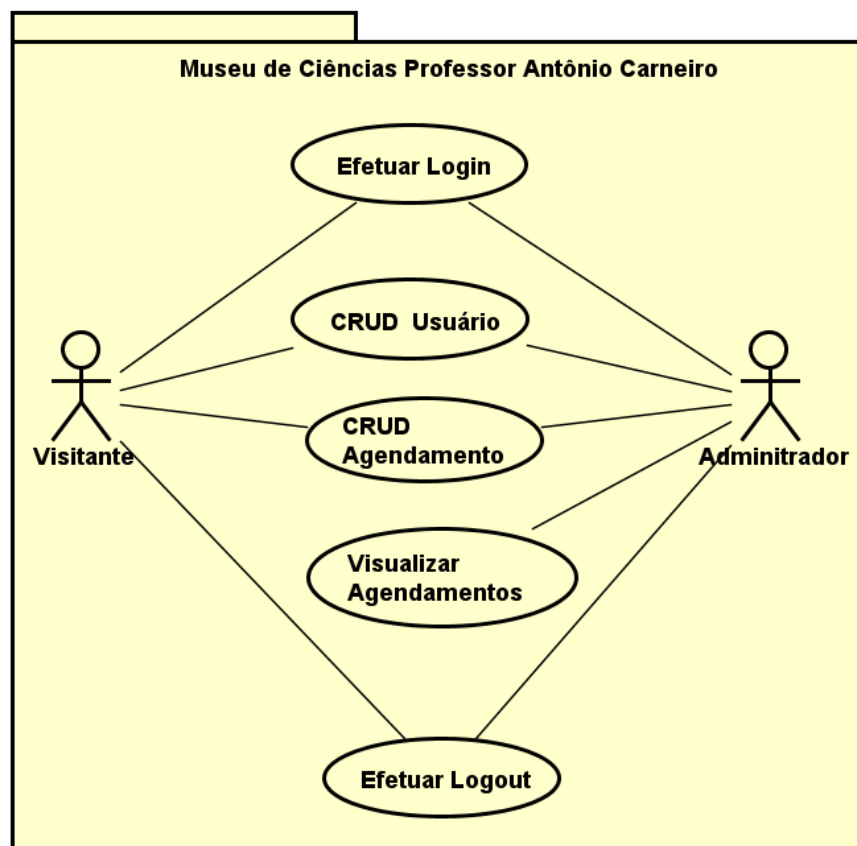 Museu de Ciências Professor Antônio Carneiro
Efetuar Login
CRUD Usuário
CRUD
Agendamento
Visitante
Adminitrador
Visualizar
Agendamentos
Efetuar Logout